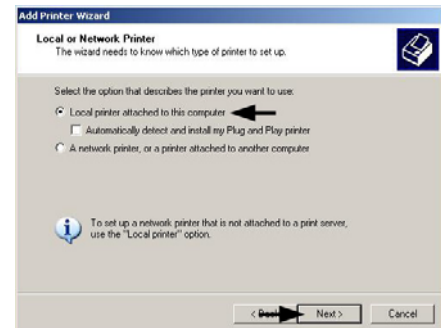 Add Printer Wizard
Local or Network Printer
The wizard needs to know which type of printer to set up.
Select the option that describes the printer you want to use:
Local printer attached to this computer
Automatically detect and install my Plug and Play printer
A network printer, or a printer attached to another computer
To set up a network printer that is not attached to a print server,
use the "Local printer" option.
< Next > Cancel